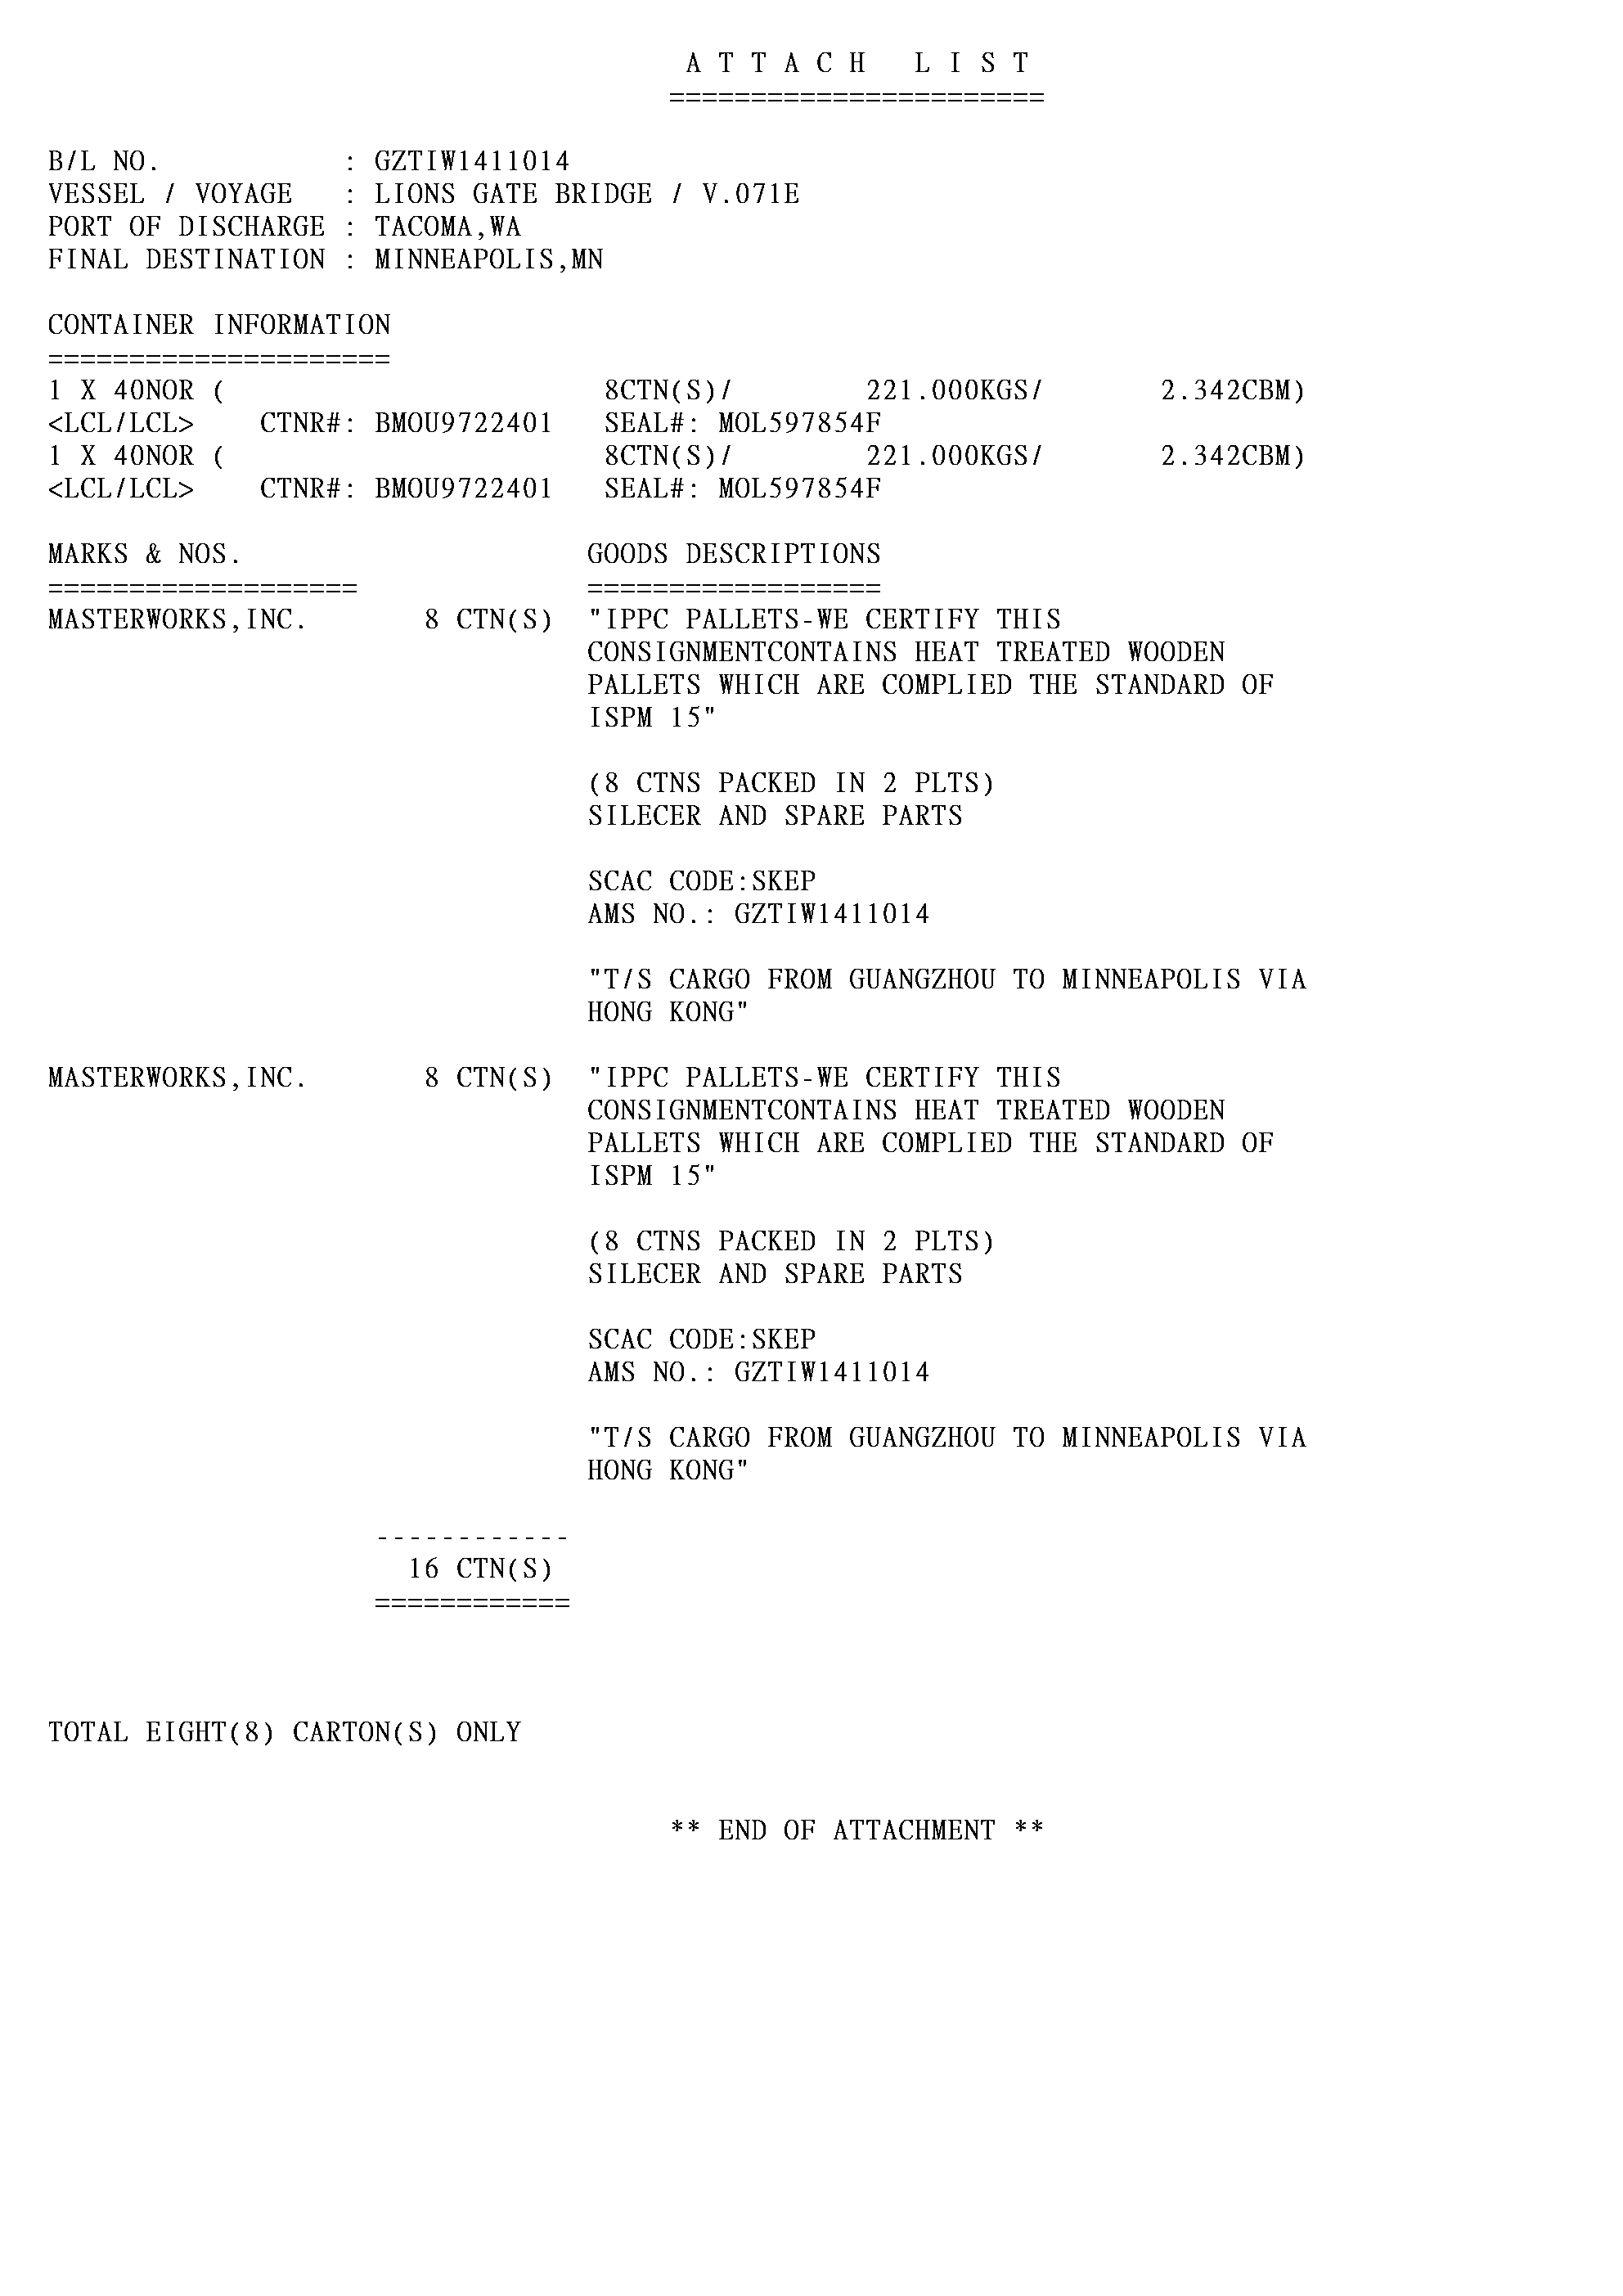 A T T A C H   L I S T
=======================
B/L NO.           : GZTIW1411014
VESSEL / VOYAGE   : LIONS GATE BRIDGE / V.071E
PORT OF DISCHARGE : TACOMA,WA
FINAL DESTINATION : MINNEAPOLIS,MN
CONTAINER INFORMATION
=====================
1 X 40NOR (                       8CTN(S)/        221.000KGS/       2.342CBM)
<LCL/LCL>    CTNR#: BMOU9722401   SEAL#: MOL597854F
1 X 40NOR (                       8CTN(S)/        221.000KGS/       2.342CBM)
<LCL/LCL>    CTNR#: BMOU9722401   SEAL#: MOL597854F
MARKS & NOS.                     GOODS DESCRIPTIONS
===================              ==================
MASTERWORKS,INC.       8 CTN(S)  "IPPC PALLETS-WE CERTIFY THIS
CONSIGNMENTCONTAINS HEAT TREATED WOODEN
PALLETS WHICH ARE COMPLIED THE STANDARD OF
ISPM 15"
(8 CTNS PACKED IN 2 PLTS)
SILECER AND SPARE PARTS
SCAC CODE:SKEP
AMS NO.: GZTIW1411014
"T/S CARGO FROM GUANGZHOU TO MINNEAPOLIS VIA
HONG KONG"
MASTERWORKS,INC.       8 CTN(S)  "IPPC PALLETS-WE CERTIFY THIS
CONSIGNMENTCONTAINS HEAT TREATED WOODEN
PALLETS WHICH ARE COMPLIED THE STANDARD OF
ISPM 15"
(8 CTNS PACKED IN 2 PLTS)
SILECER AND SPARE PARTS
SCAC CODE:SKEP
AMS NO.: GZTIW1411014
"T/S CARGO FROM GUANGZHOU TO MINNEAPOLIS VIA
HONG KONG"
------------
16 CTN(S)
============
TOTAL EIGHT(8) CARTON(S) ONLY
** END OF ATTACHMENT **